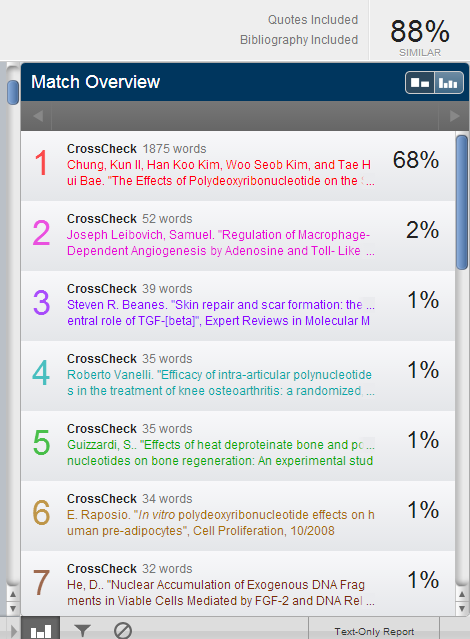 Quotes Included
Bibliography Included
88%
SIMILAR
Match Overview
1
CrossCheck 1875 words
Chung, Kun Il, Han Koo Kim, Woo Seob Kim, and Tae H
ui Bae. "The Effects of Polydeoxyribonucleotide on the ...
68%
2
CrossCheck 52 words
Joseph Leibovich, Samuel. "Regulation of Macrophage-
Dependent Angiogenesis by Adenosine and Toll- Like ...
2%
3
CrossCheck 39 words
Steven R. Beanes. "Skin repair and scar formation: the ...
entral role of TGF-[beta]", Expert Reviews in Molecular M
1%
4
CrossCheck 35 words
Roberto Vanelli. "Efficacy of intra-articular polynucleotide
s in the treatment of knee osteoarthritis: a randomized, ...
1%
5
CrossCheck 35 words
Guizzardi, S.. "Effects of heat deproteinate bone and po ...
nucleotides on bone regeneration: An experimental stud
1%
6
CrossCheck 34 words
E. Raposio. "In vitro polydeoxyribonucleotide effects on h
uman pre-adipocytes", Cell Proliferation, 10/2008
1%
7
CrossCheck 32 words
He, D.. "Nuclear Accumulation of Exogenous DNA Frag
ments in Viable Cells Mediated by FGF-2 and DNA Rel ...
1%
Text-Only Report